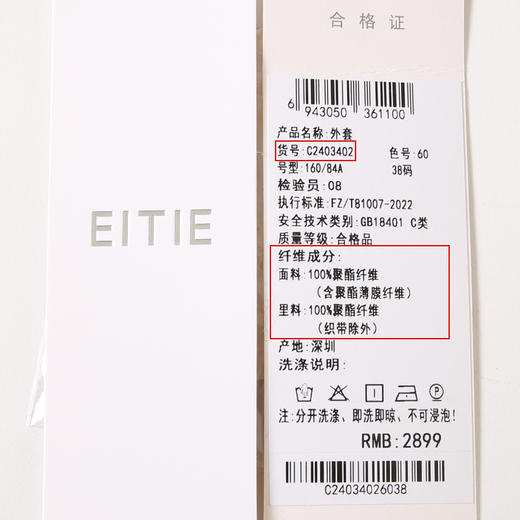 EITIE
合格证
6 943050 361100
产品名称:外套
货号:C2403402 色号:60
号型:160/84A 38码
检验员:08
执行标准:FZ/T81007-2022
安全技术类别:GB18401 C类
质量等级:合格品
纤维成分:
面料:100%聚酯纤维
(含聚酯薄膜纤维)
里料:100%聚酯纤维
(织带除外)
产地:深圳
洗涤说明:
注:分开洗涤、即洗即晾、不可浸泡!
RMB:2899
C24034026038